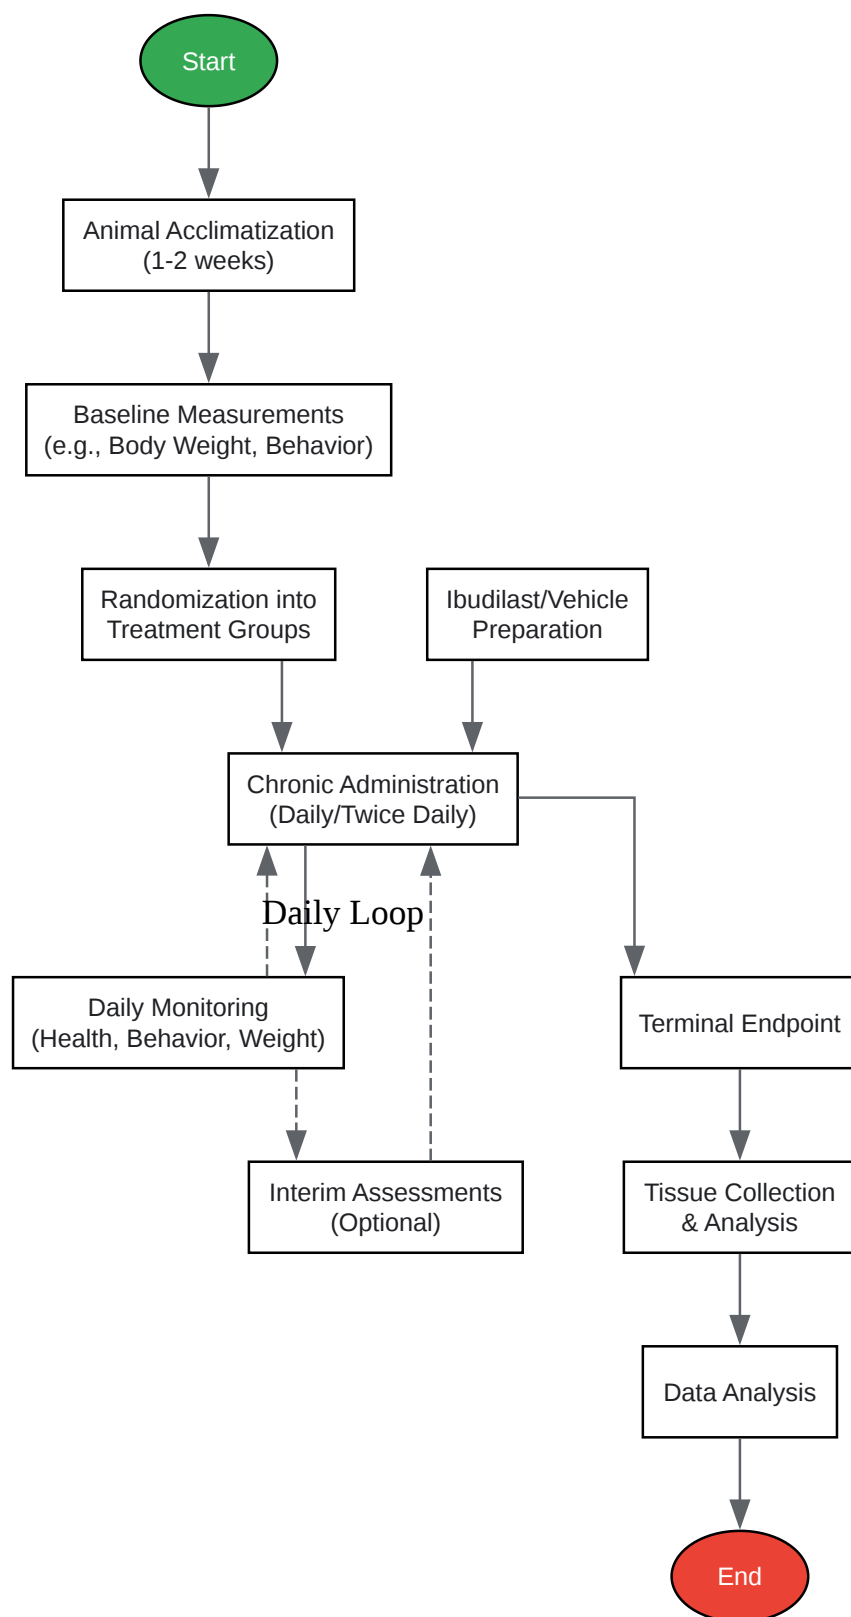 Start
Animal Acclimatization
(1-2 weeks)
Baseline Measurements
(e.g., Body Weight, Behavior)
Randomization into
Treatment Groups
Ibudilast/Vehicle
Preparation
Chronic Administration
(Daily/Twice Daily)
Daily Loop
Daily Monitoring
(Health, Behavior, Weight)
Terminal Endpoint
Interim Assessments
(Optional)
Tissue Collection
& Analysis
Data Analysis
End